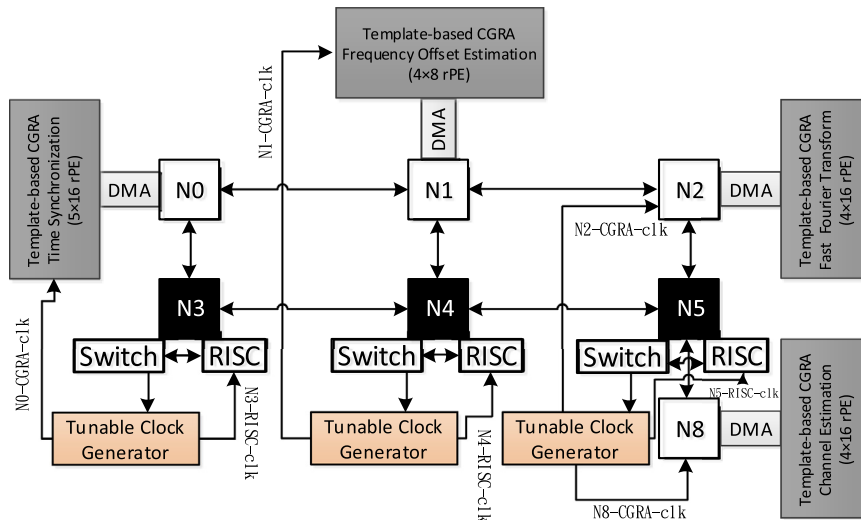 Template-based CGRA
Frequency Offset Estimation
(4×8 rPE)
N1-CGRA-clk
DMA
Template-based CGRA
Time Synchronization
(5×16 rPE)
DMA
N0
N1
N2
DMA
Template-based CGRA
Fast Fourier Transform
(4×16 rPE)
N2-CGRA-clk
N3
N4
N5
N0-CGRA-clk
Switch
RISC
Switch
RISC
Switch
RISC
N3-RISC-clk
N4-RISC-clk
N5-RISC-clk
Tunable Clock
Generator
Tunable Clock
Generator
Tunable Clock
Generator
N8
DMA
Template-based CGRA
Channel Estimation
(4×16 rPE)
N8-CGRA-clk